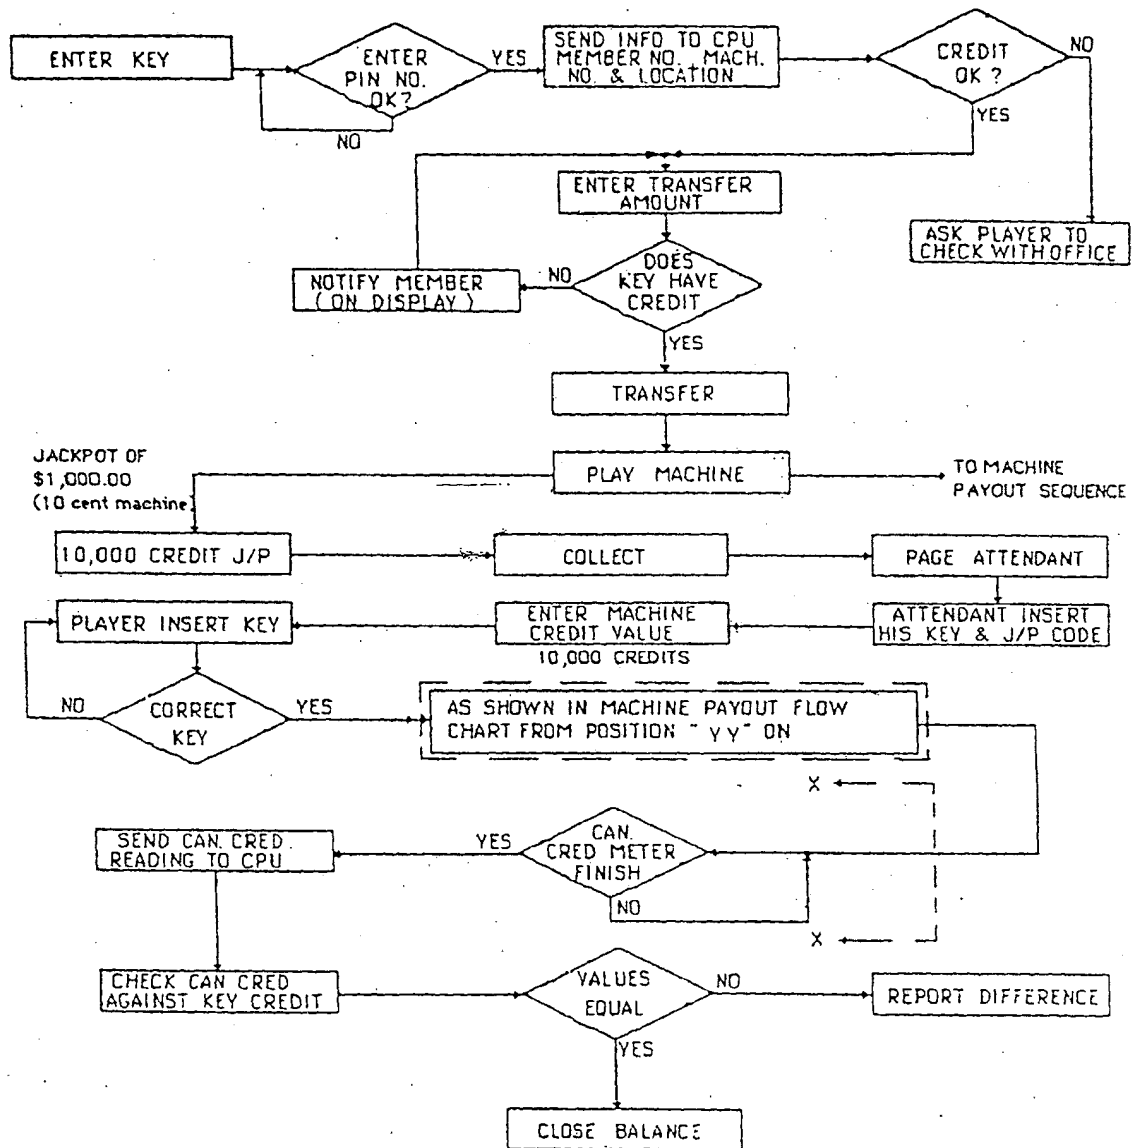 ENTER KEY
ENTER
PIN NO.
OK?
YES
NO
SEND INFO TO CPU
MEMBER NO., MACH.
NO. & LOCATION
CREDIT
OK ?
NO
YES
ENTER TRANSFER
AMOUNT
ASK PLAYER TO
CHECK WITH OFFICE
DOES
KEY HAVE
CREDIT
NO
NOTIFY MEMBER
(ON DISPLAY)
YES
TRANSFER
JACKPOT OF
$1,000.00
(10 cent machine)
PLAY MACHINE
TO MACHINE
PAYOUT SEQUENCE
10,000 CREDIT J/P
COLLECT
PAGE ATTENDANT
PLAYER INSERT KEY
ENTER MACHINE
CREDIT VALUE
10,000 CREDITS
ATTENDANT INSERT
HIS KEY & J/P CODE
NO
CORRECT
KEY
YES
AS SHOWN IN MACHINE PAYOUT FLOW
CHART FROM POSITION "YY" ON
X
SEND CAN. CRED.
READING TO CPU
YES
CAN.
CRED METER
FINISH
NO
X
CHECK CAN CRED
AGAINST KEY CREDIT
VALUES
EQUAL
NO
REPORT DIFFERENCE
YES
CLOSE BALANCE